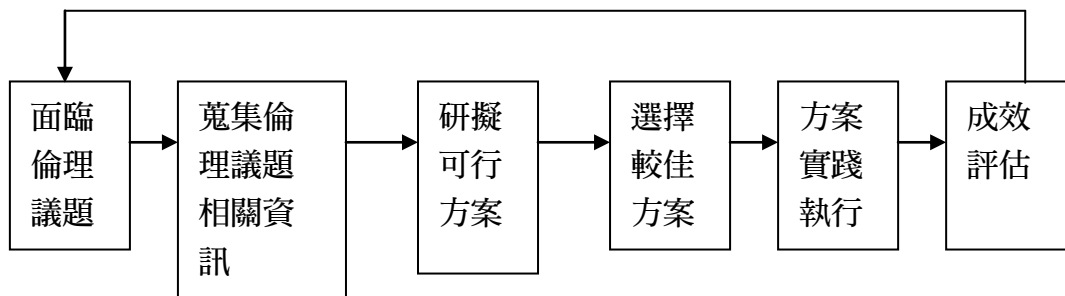 面臨
倫理
議題
蒐集倫
理議題
相關資
訊
研擬
可行
方案
選擇
較佳
方案
方案
實踐
執行
成效
評估